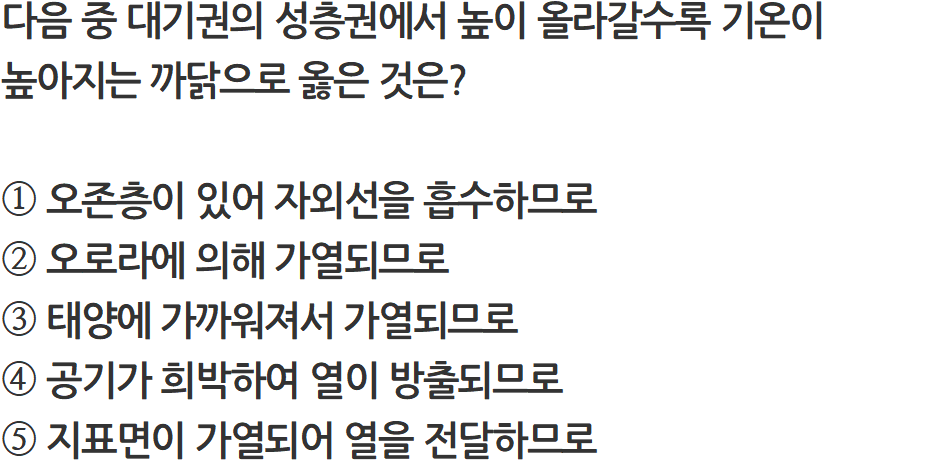 다음 중 대기권의 성층권에서 높이 올라갈수록 기온이
높아지는 까닭으로 옳은 것은?
① 오존층이 있어 자외선을 흡수하므로
② 오로라에 의해 가열되므로
③ 태양에 가까워져서 가열되므로
④ 공기가 희박하여 열이 방출되므로
⑤ 지표면이 가열되어 열을 전달하므로